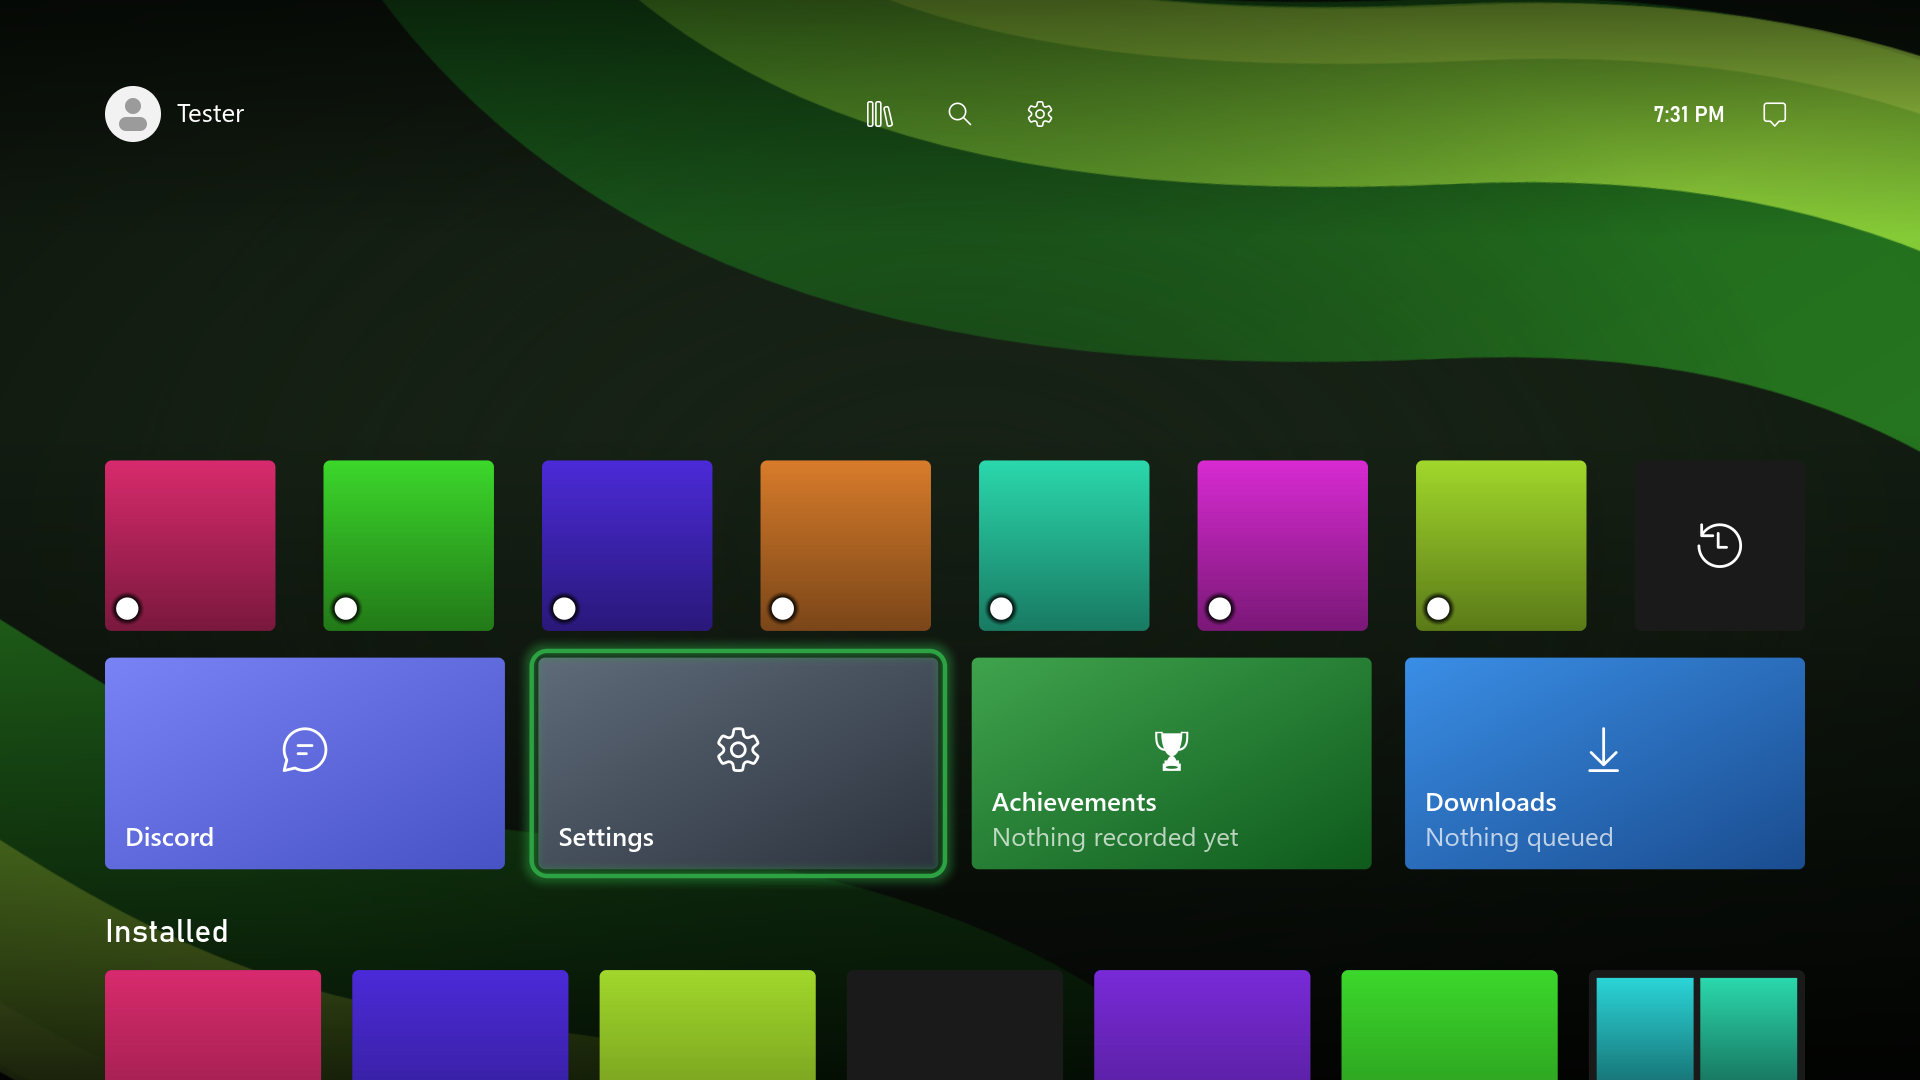 Tester
7:31 PM
Discord
Settings
Achievements
Nothing recorded yet
Downloads
Nothing queued
Installed